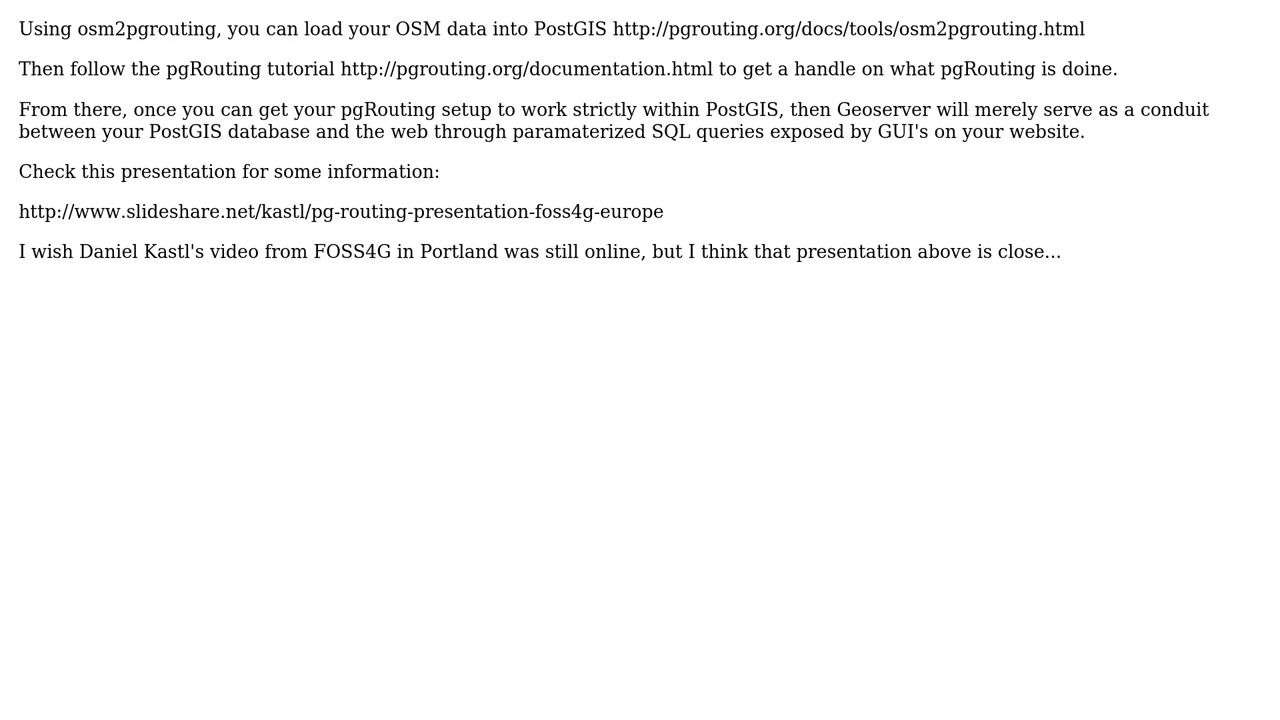 Using osm2pgrouting, you can load your OSM data into PostGIS http://pgrouting.org/docs/tools/osm2pgrouting.html
Then follow the pgRouting tutorial http://pgrouting.org/documentation.html to get a handle on what pgRouting is doine.
From there, once you can get your pgRouting setup to work strictly within PostGIS, then Geoserver will merely serve as a conduit
between your PostGIS database and the web through paramaterized SQL queries exposed by GUI's on your website.
Check this presentation for some information:
http://www.slideshare.net/kastl/pg-routing-presentation-foss4g-europe
I wish Daniel Kastl's video from FOSS4G in Portland was still online, but I think that presentation above is close...